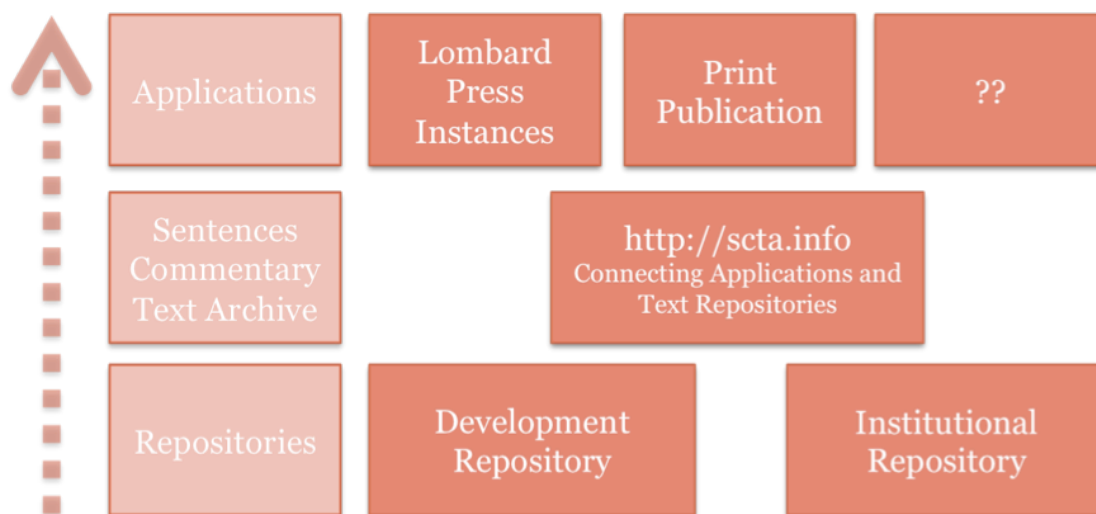 Applications
Lombard
Press
Instances
Print
Publication
??
Sentences
Commentary
Text Archive
http://scta.info
Connecting Applications and
Text Repositories
Repositories
Development
Repository
Institutional
Repository